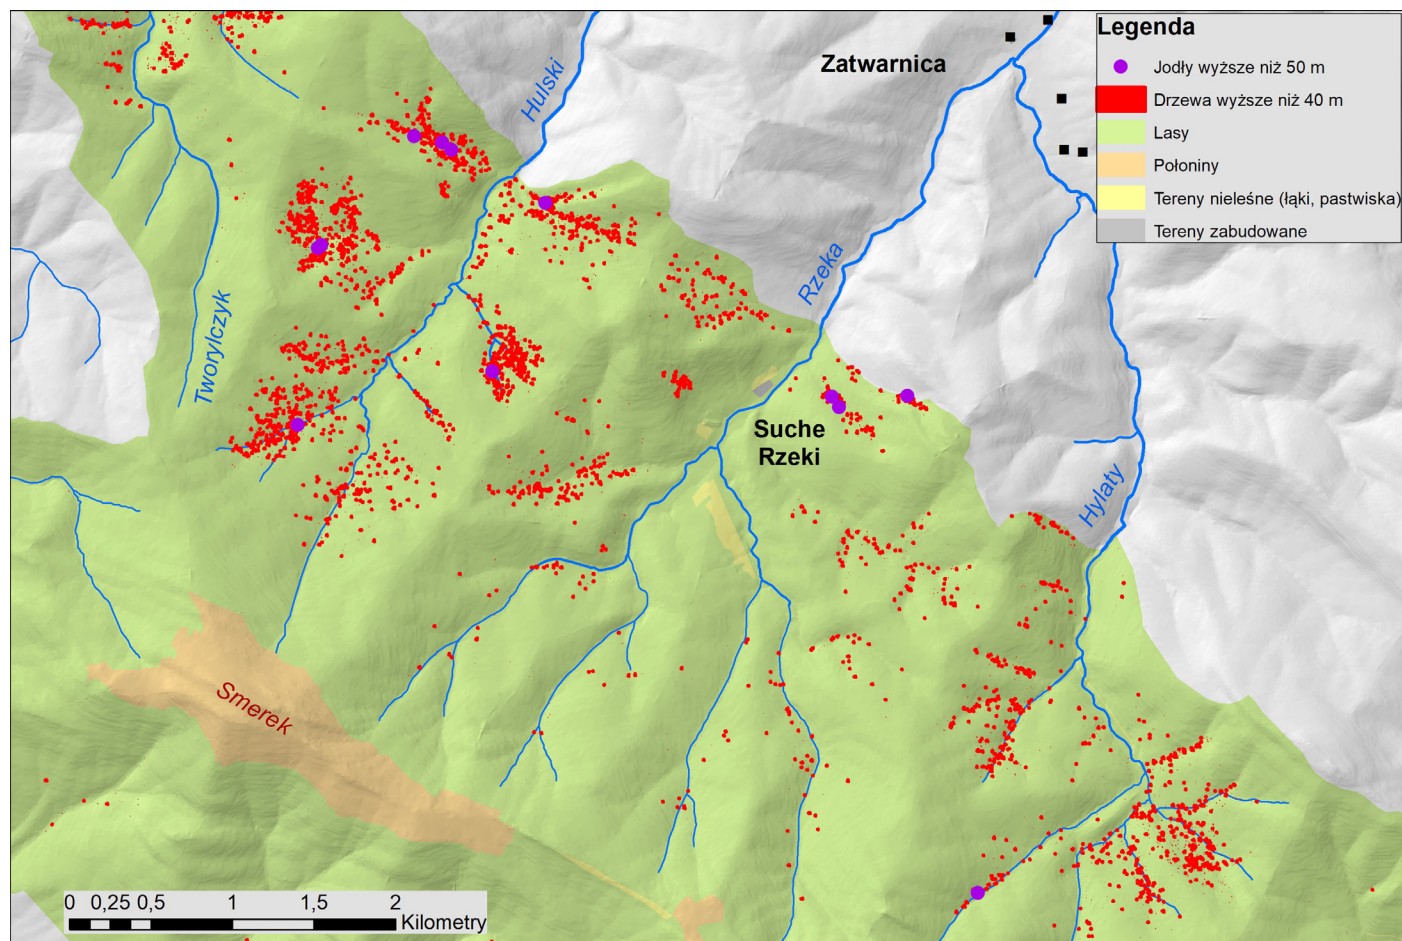 Legenda
Jodły wyższe niż 50 m
Drzewa wyższe niż 40 m
Lasy
Połoniny
Tereny nieleśne (łąki, pastwiska)
Tereny zabudowane
Zatwarnica
Hulski
Rzeka
Tworylczyk
Suche
Rzeki
Hylaty
Smerek
0 0,25 0,5 1 1,5 2
Kilometry